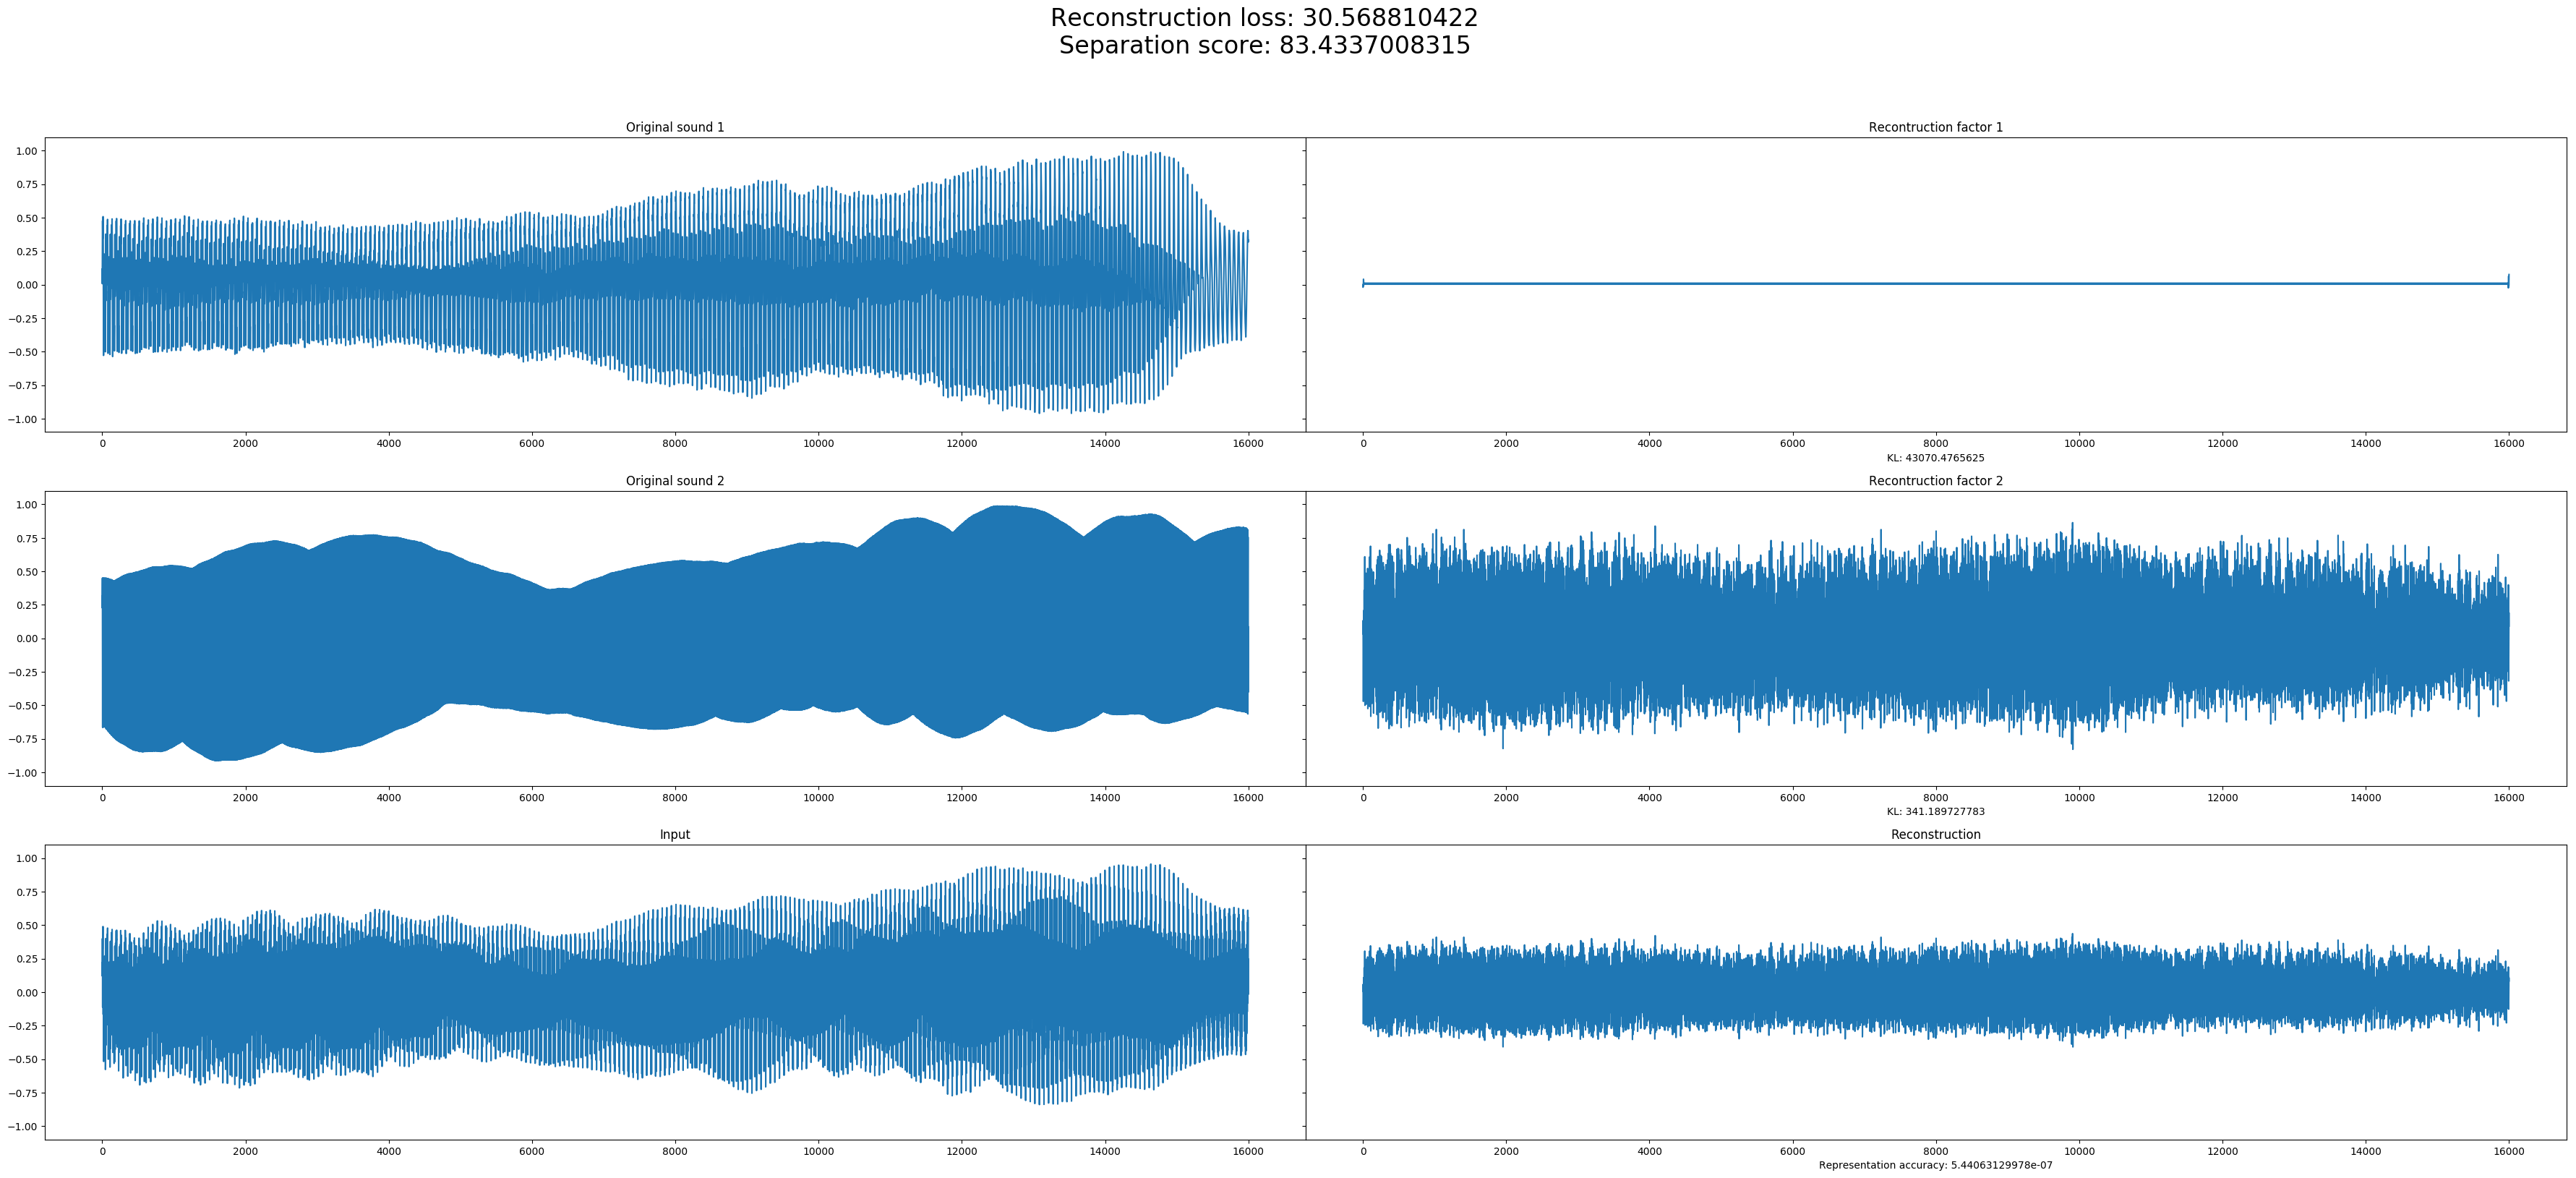 Reconstruction loss: 30.568810422
Separation score: 83.4337008315
Original sound 1
Recontruction factor 1
1.00
0.75
0.50
0.25
0.00
−0.25
−0.50
−0.75
−1.00
0 2000 4000 6000 8000 10000 12000 14000 16000
0 2000 4000 6000 8000 10000 12000 14000 16000
KL: 43070.4765625
Original sound 2
Recontruction factor 2
1.00
0.75
0.50
0.25
0.00
−0.25
−0.50
−0.75
−1.00
0 2000 4000 6000 8000 10000 12000 14000 16000
0 2000 4000 6000 8000 10000 12000 14000 16000
KL: 341.189727783
Input
Reconstruction
1.00
0.75
0.50
0.25
0.00
−0.25
−0.50
−0.75
−1.00
0 2000 4000 6000 8000 10000 12000 14000 16000
0 2000 4000 6000 8000 10000 12000 14000 16000
Representation accuracy: 5.44063129978e-07